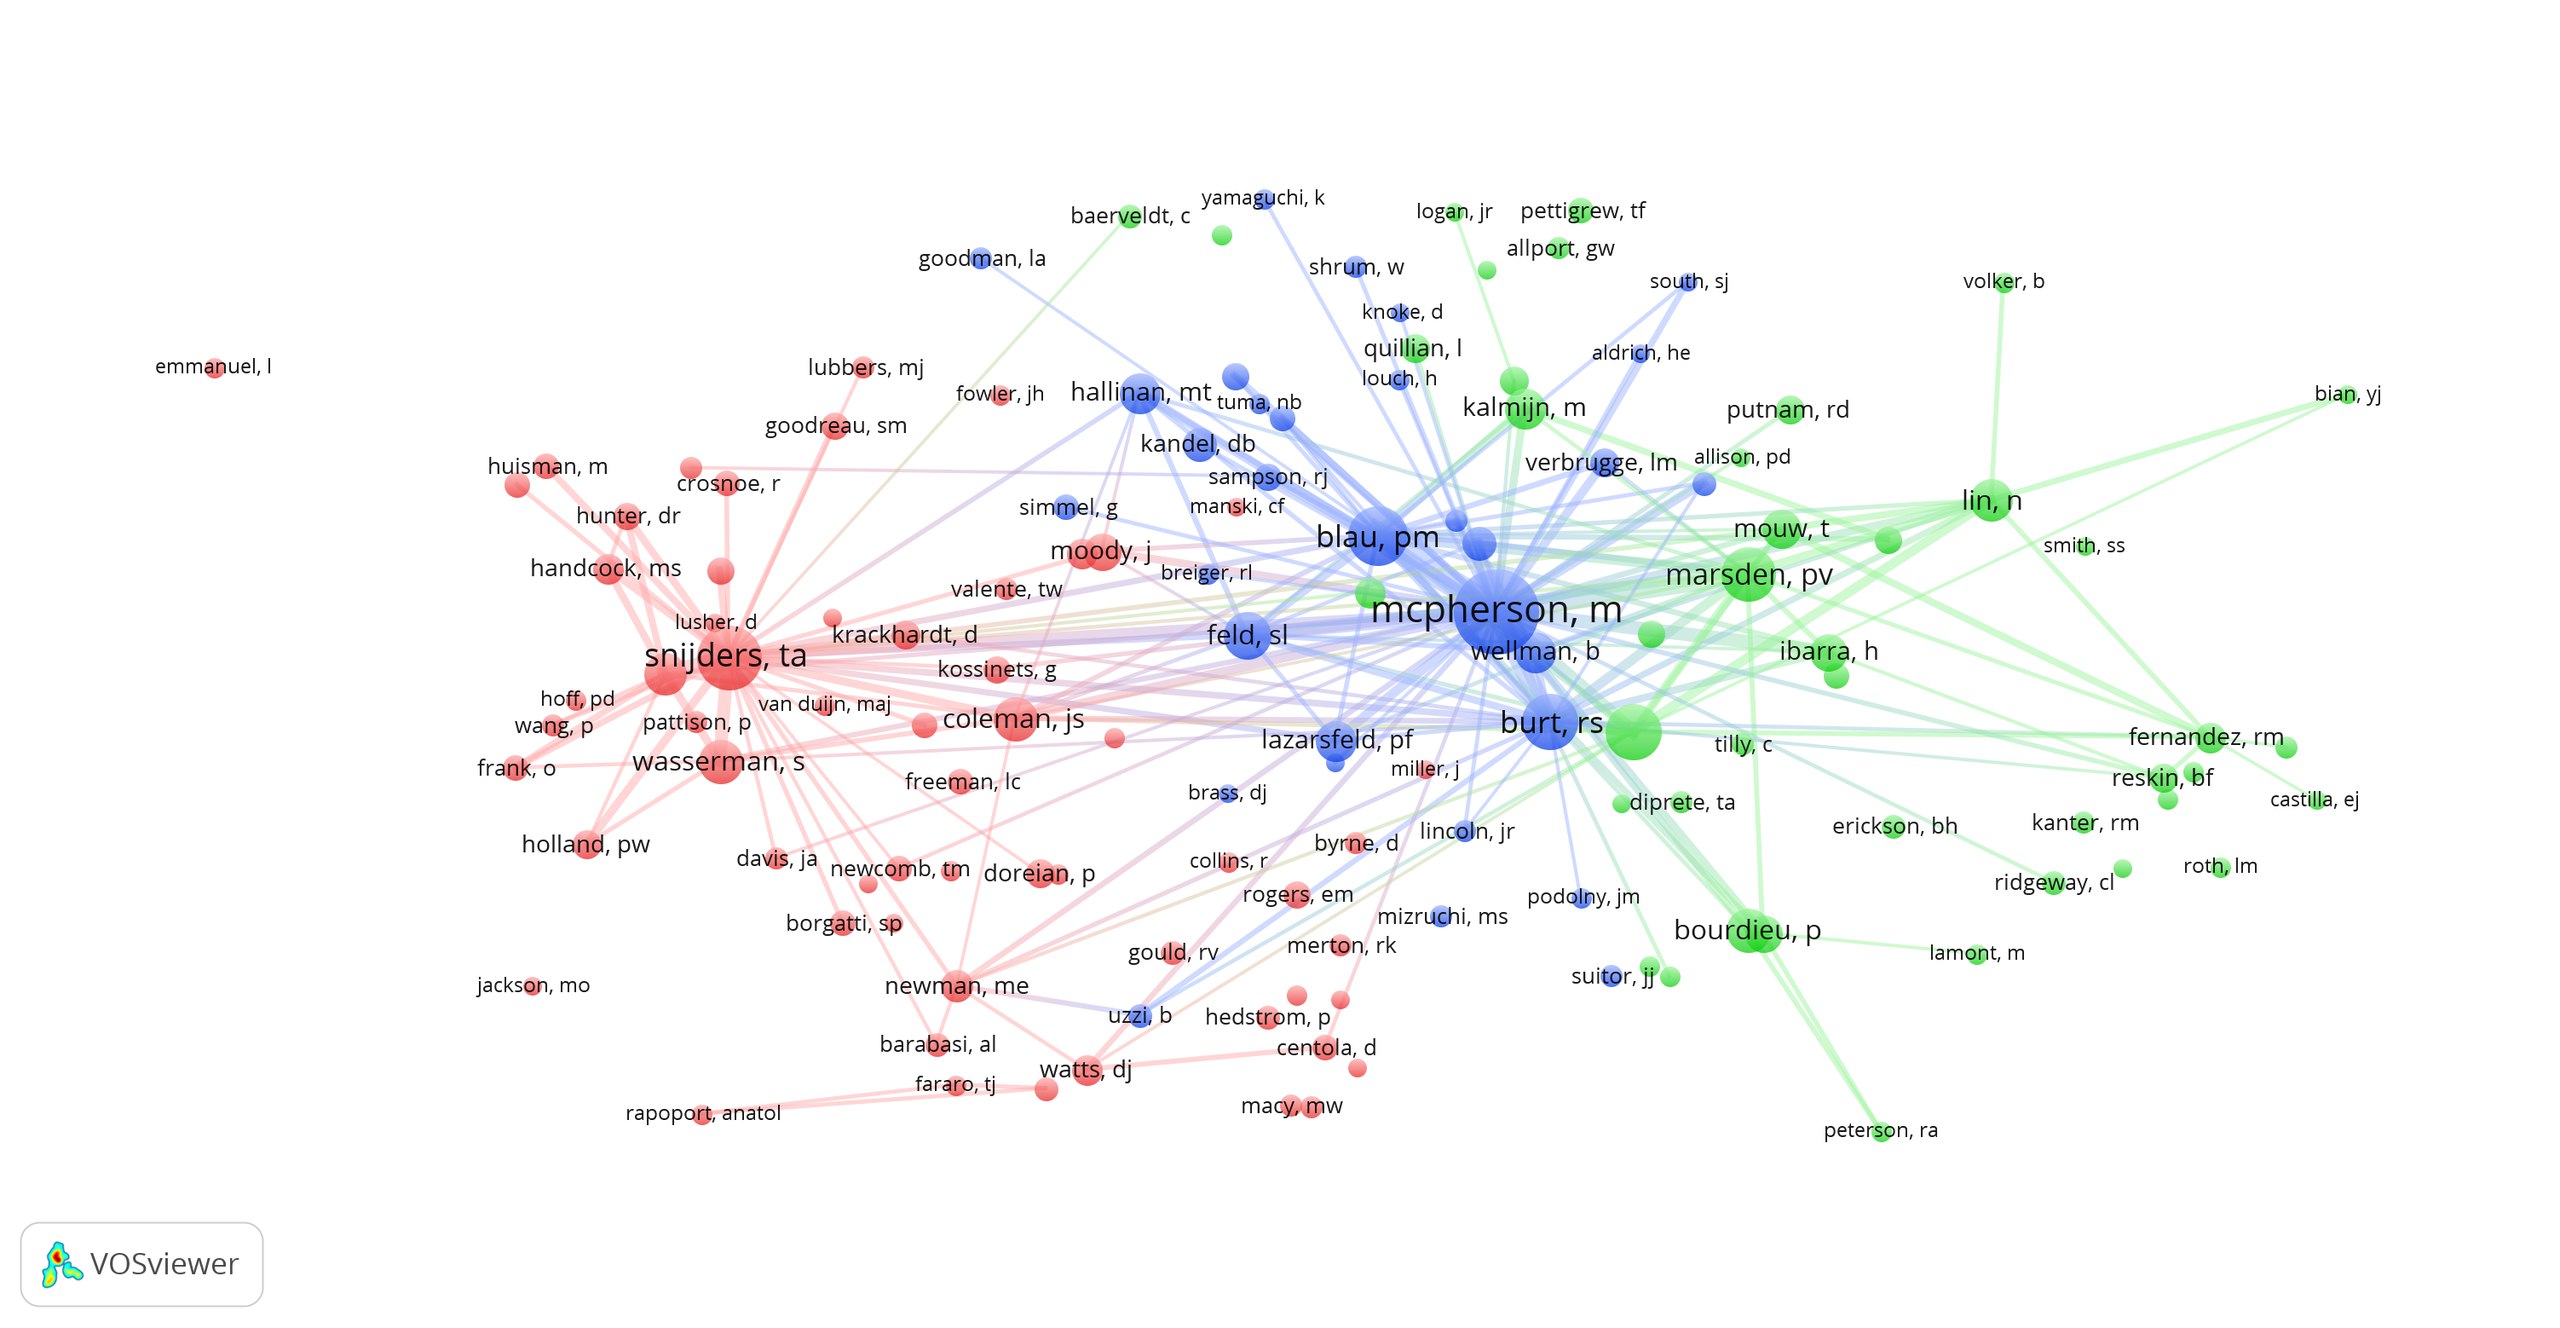 yamaguchi, k
baerveldt, c
logan, jr
pettigrew, tf
allport, gw
goodman, la
shrum, w
south, sj
volker, b
knoke, d
quillian, l
aldrich, he
emmanuel, l
lubbers, mj
louch, h
hallinan, mt
fowler, jh
tuma, nb
bian, yj
kalmijn, m
putnam, rd
goodreau, sm
kandel, db
allison, pd
verbrugge, lm
huisman, m
sampson, rj
crosnoe, r
lin, n
simmel, g
manski, cf
hunter, dr
mouw, t
blau, pm
smith, ss
moody, j
handcock, ms
breiger, rl
marsden, pv
valente, tw
mcpherson, m
lusher, d
krackhardt, d
feld, sl
wellman, b
ibarra, h
snijders, ta
kossinets, g
hoff, pd
van duijn, maj
wang, p
pattison, p
coleman, js
burt, rs
lazarsfeld, pf
tilly, c
fernandez, rm
wasserman, s
frank, o
miller, j
reskin, bf
freeman, lc
brass, dj
diprete, ta
castilla, ej
kanter, rm
erickson, bh
lincoln, jr
holland, pw
byrne, d
davis, ja
collins, r
newcomb, tm
doreian, p
roth, lm
ridgeway, cl
rogers, em
podolny, jm
mizruchi, ms
borgatti, sp
bourdieu, p
merton, rk
gould, rv
lamont, m
suitor, jj
jackson, mo
newman, me
uzzi, b
hedstrom, p
barabasi, al
centola, d
watts, dj
fararo, tj
macy, mw
rapoport, anatol
peterson, ra
VOSviewer